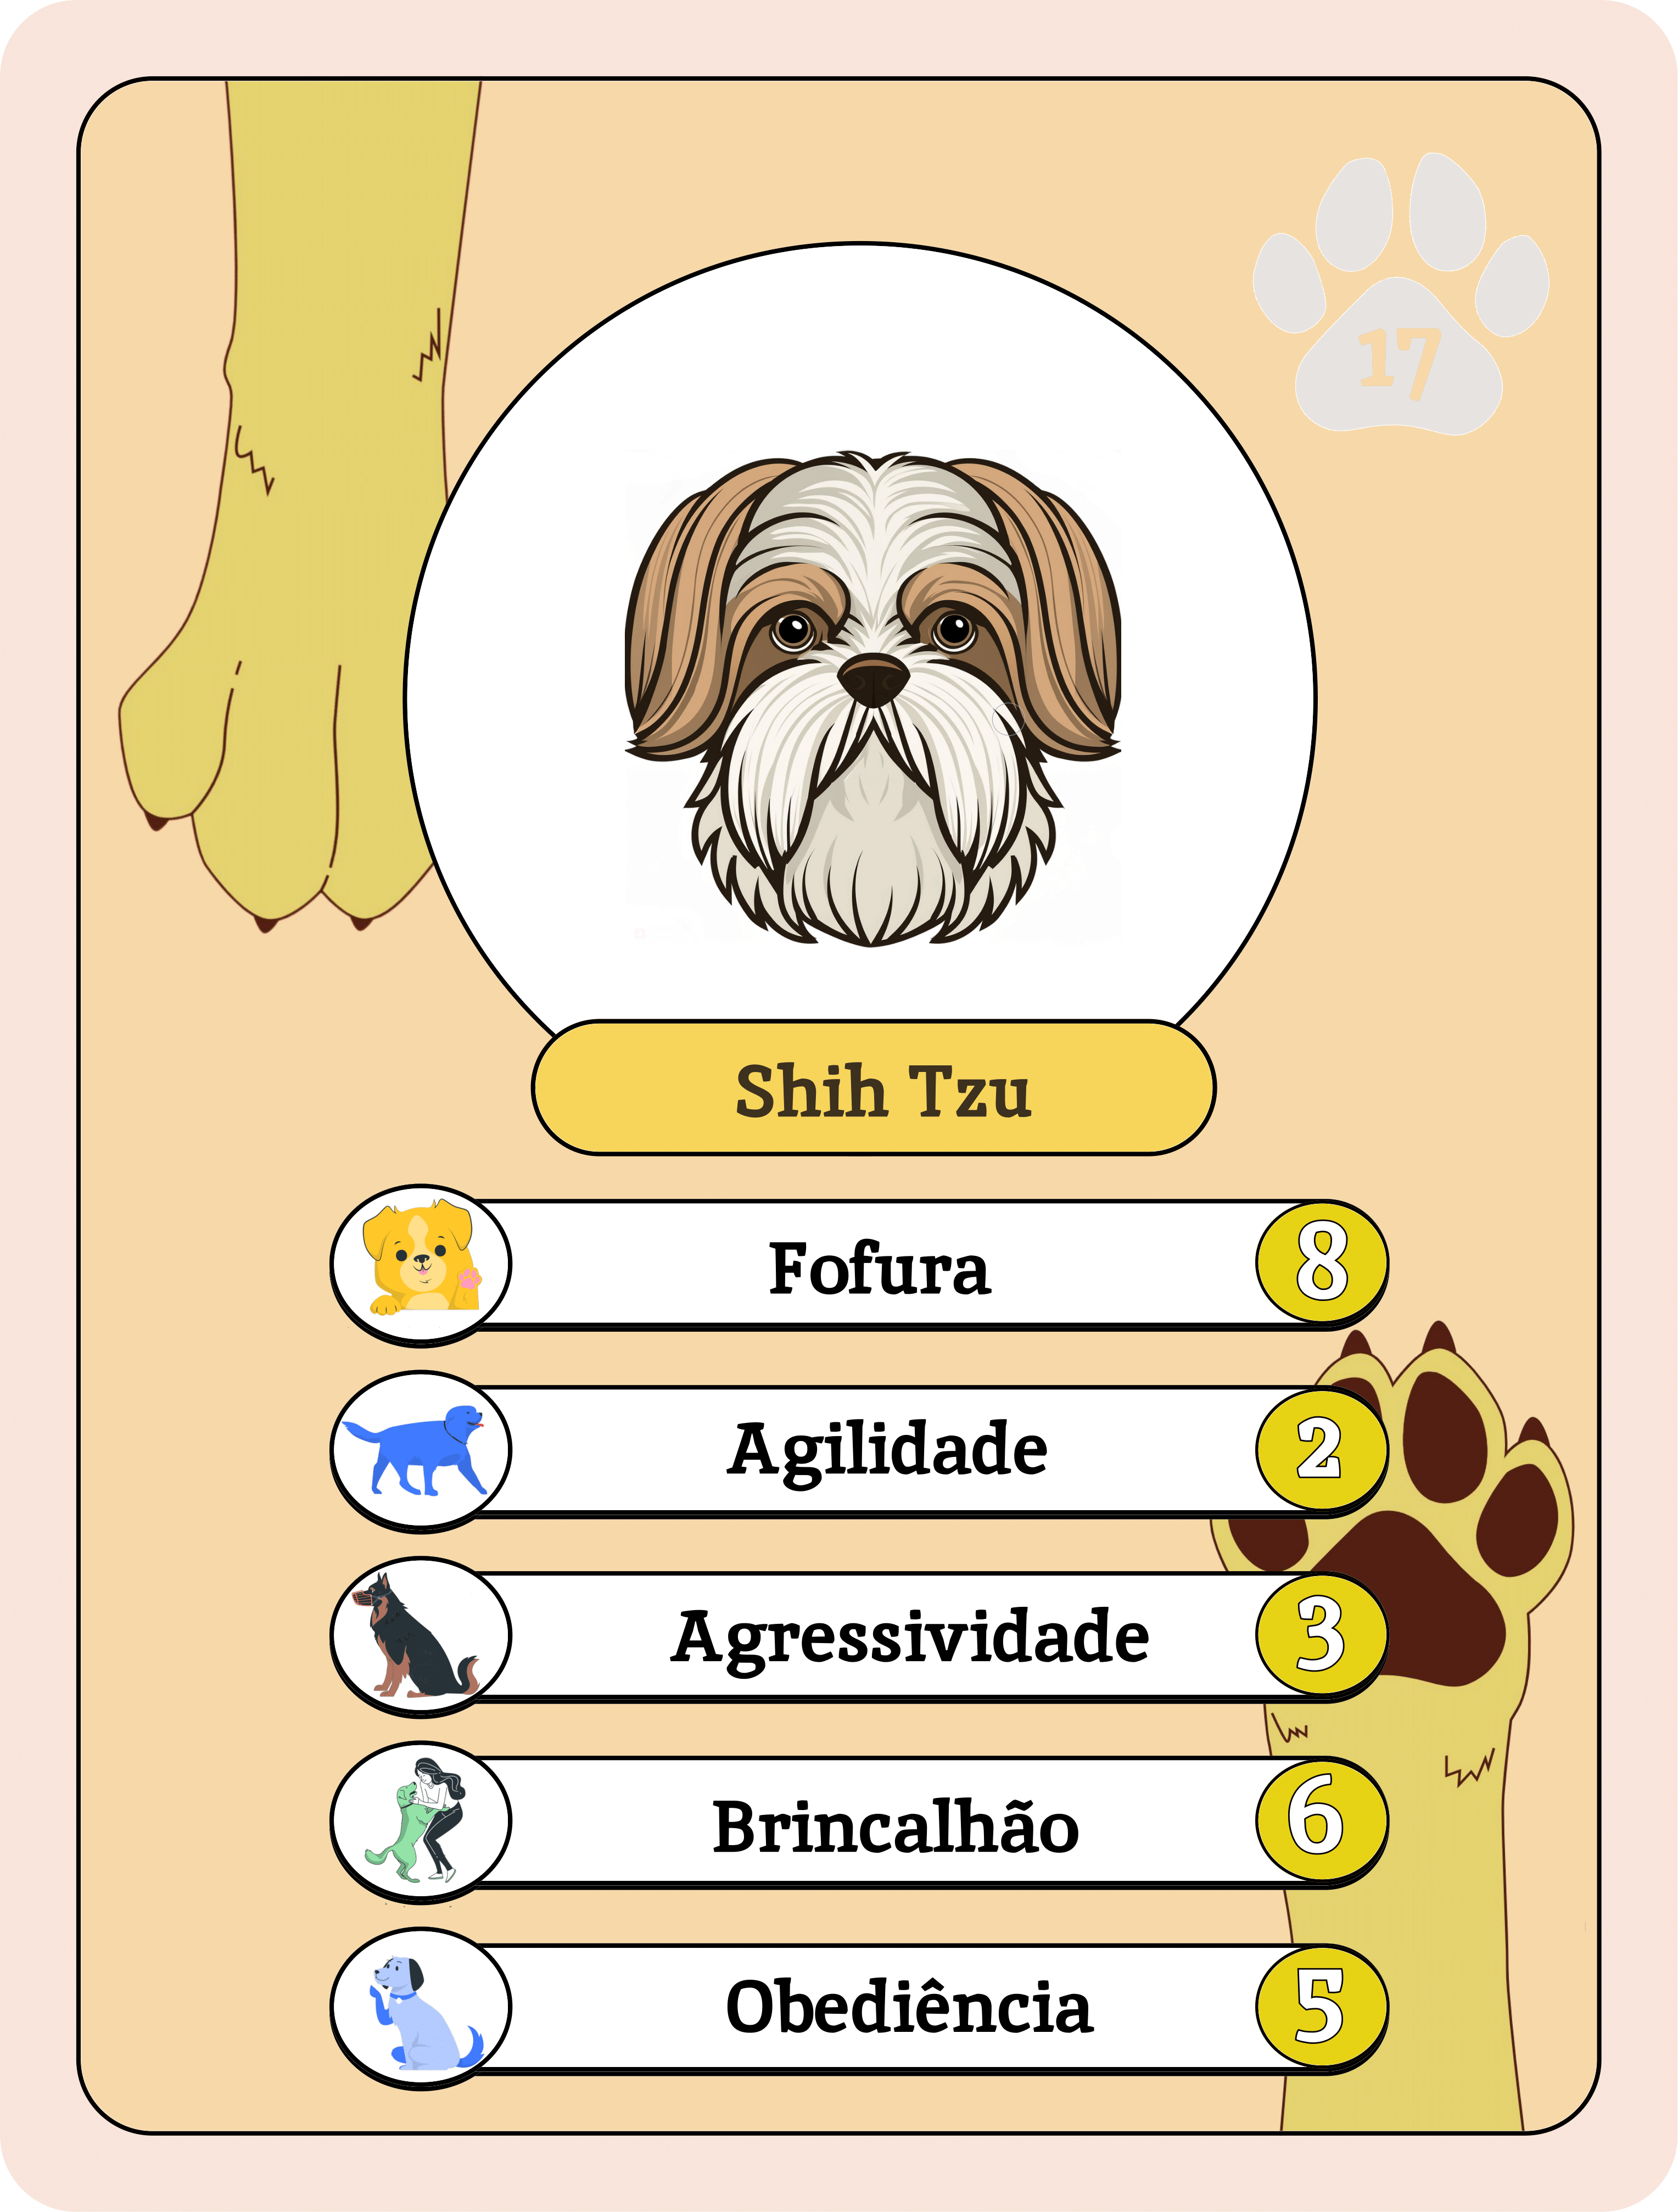 17
Shih Tzu
Fofura 8
Agilidade 2
Agressividade 3
Brincalhão 6
Obediência 5